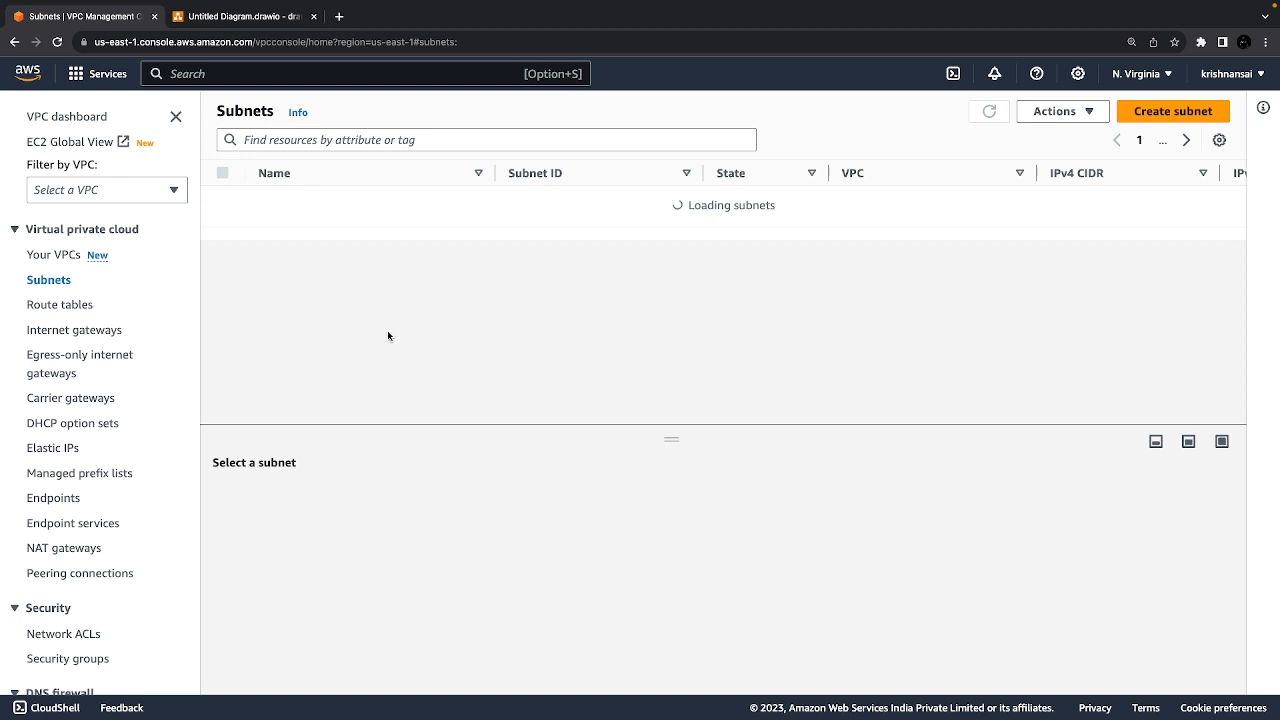 Subnets | VPC Management C
Untitled Diagram.drawio - dra
us-east-1.console.aws.amazon.com/vpcconsole/home?region=us-east-1#subnets:
aws
Services
Search
[Option+S]
N. Virginia
krishnansai
VPC dashboard
EC2 Global View New
Filter by VPC:
Select a VPC
Virtual private cloud
Your VPCs New
Subnets
Route tables
Internet gateways
Egress-only internet
gateways
Carrier gateways
DHCP option sets
Elastic IPs
Managed prefix lists
Endpoints
Endpoint services
NAT gateways
Peering connections
Security
Network ACLs
Security groups
DNS firewall
Subnets Info
Actions
Create subnet
Find resources by attribute or tag
1 ...
Name
Subnet ID
State
VPC
IPv4 CIDR
Loading subnets
Select a subnet
CloudShell
Feedback
© 2023, Amazon Web Services India Private Limited or its affiliates.
Privacy
Terms
Cookie preferences